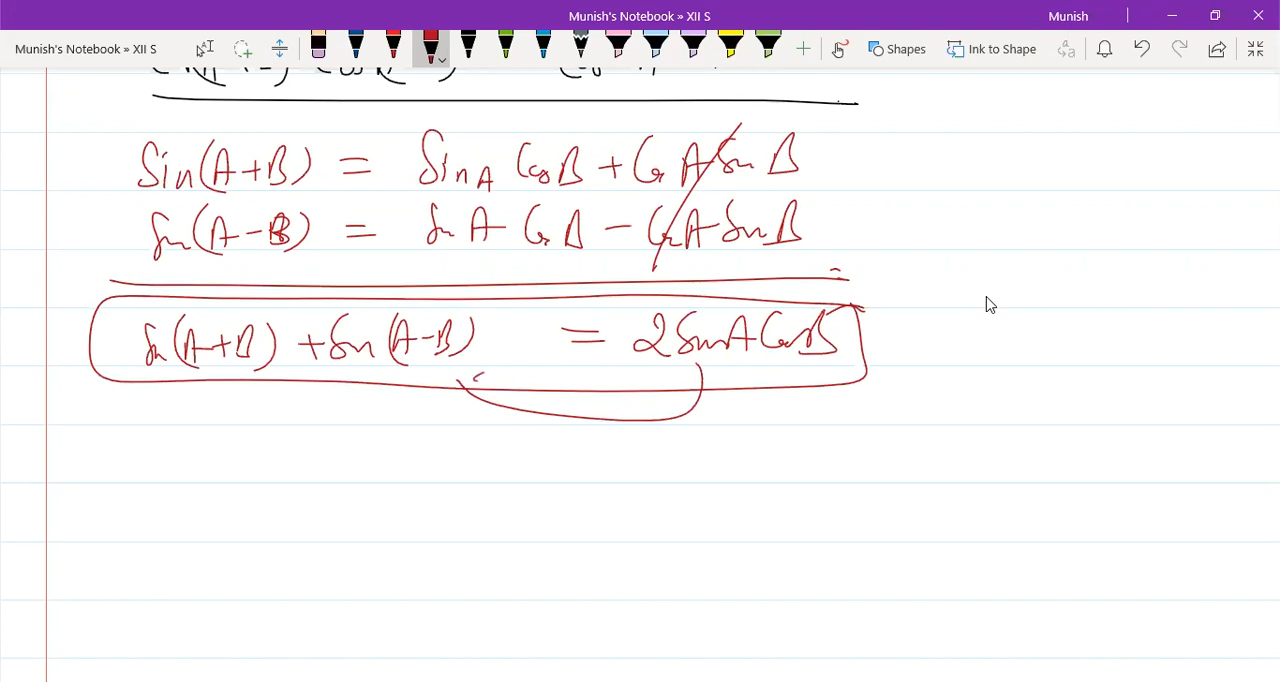 Munish's Notebook » XII S
Munish
Munish's Notebook » XII S
Shapes
Ink to Shape
Sin(A+B) = Sin A Cos B + Cos A Sin B
Sin(A-B) = Sin A Cos B - Cos A Sin B
Sin(A+B) + Sin(A-B) = 2 Sin A Cos B